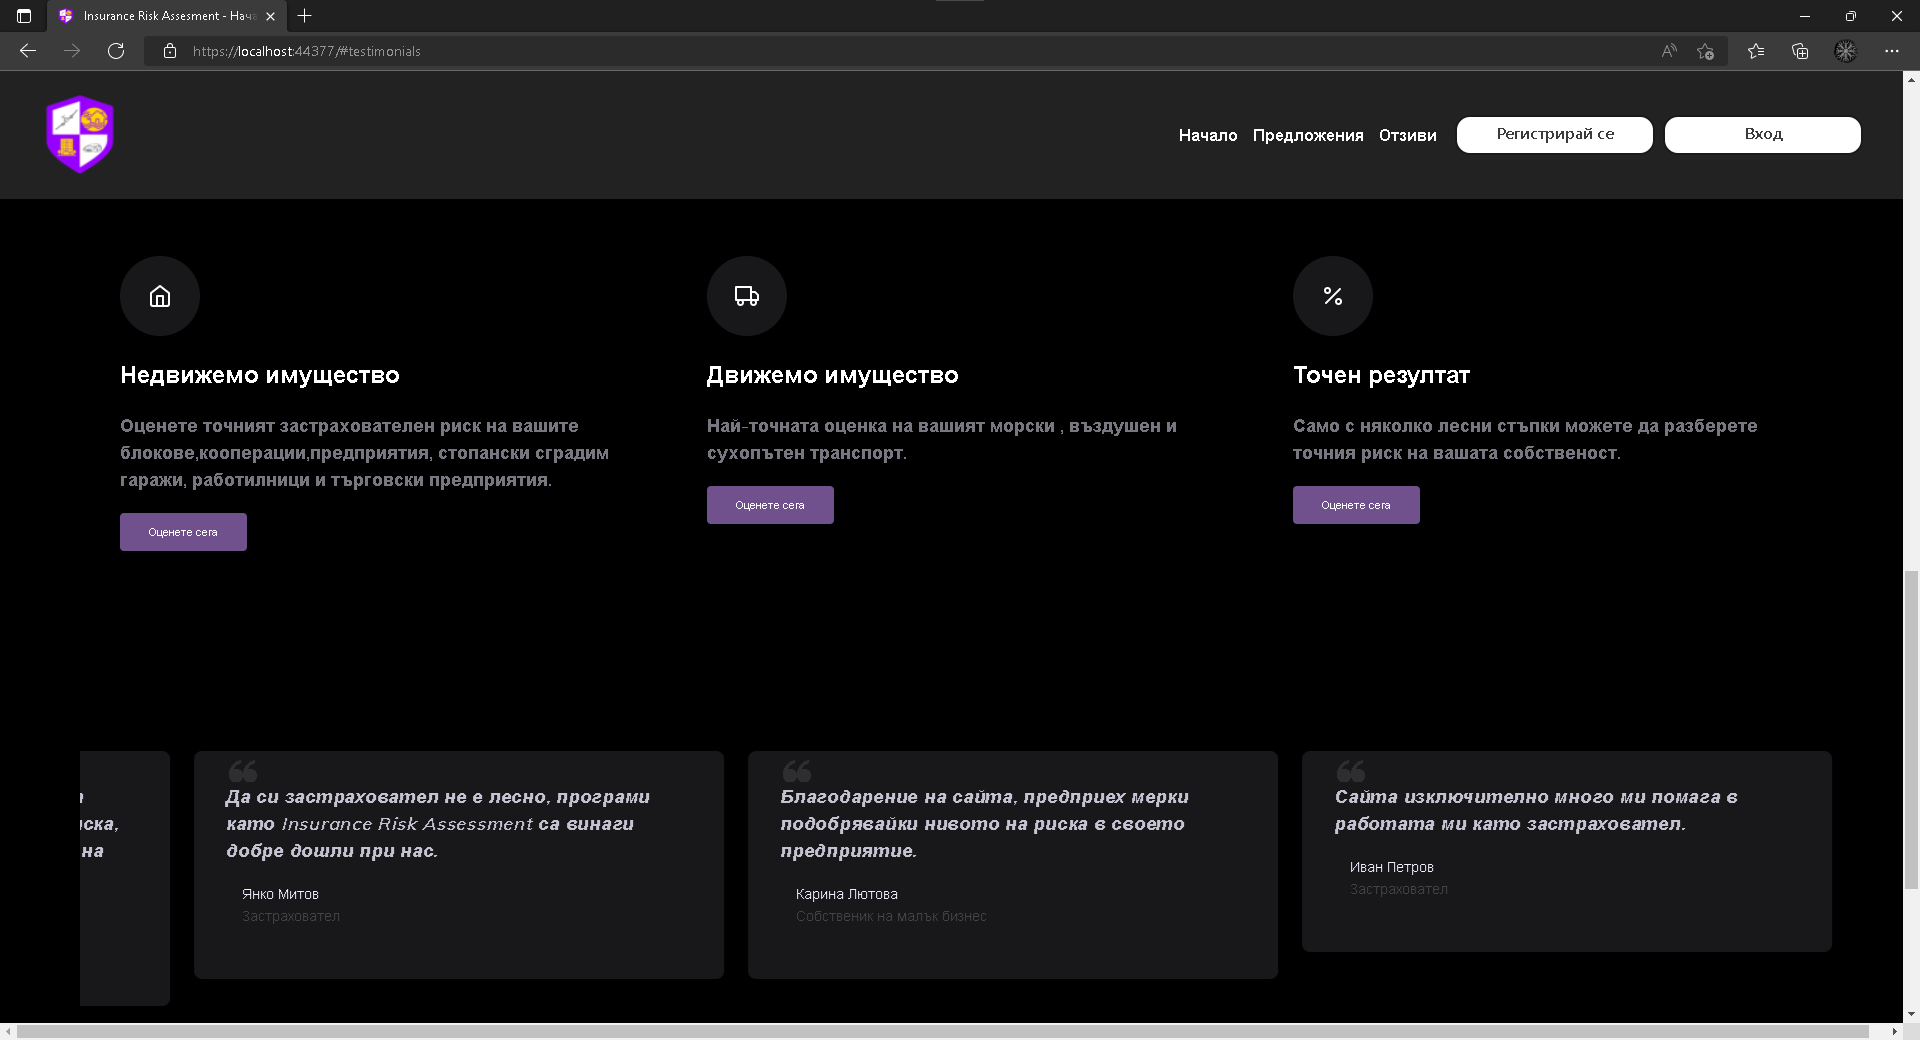 Insurance Risk Assesment - Нача
https://localhost:44377/#testimonials
Начало Предложения Отзиви Регистрирай се Вход
Недвижемо имущество
Оценете точният застрахователен риск на вашите
блокове,кооперации,предприятия, стопански сградим
гаражи, работилници и търговски предприятия.
Оценете сега
Движемо имущество
Най-точната оценка на вашият морски , въздушен и
сухопътен транспорт.
Оценете сега
Точен резултат
Само с няколко лесни стъпки можете да разберете
точния риск на вашата собственост.
Оценете сега
на
Да си застраховател не е лесно, програми
като Insurance Risk Assessment са винаги
добре дошли при нас.
Янко Митов
Застраховател
Благодарение на сайта, предприех мерки
подобрявайки нивото на риска в своето
предприятие.
Карина Лютова
Собственик на малък бизнес
Сайта изключително много ми помага в
работата ми като застраховател.
Иван Петров
Застраховател